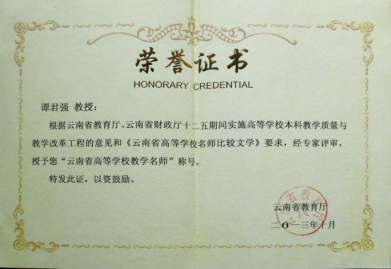 荣誉证书
HONORARY CREDENTIAL
谭君强 教授：
根据云南省教育厅、云南省财政厅十二五期间实施高等学校本科教学质量与
教学改革工程的意见和《云南省高等学校名师比较文学》要求，经专家评审，
授予您“云南省高等学校教学名师”称号。
特发此证，以资鼓励。
云南省教育厅
二〇一三年十月